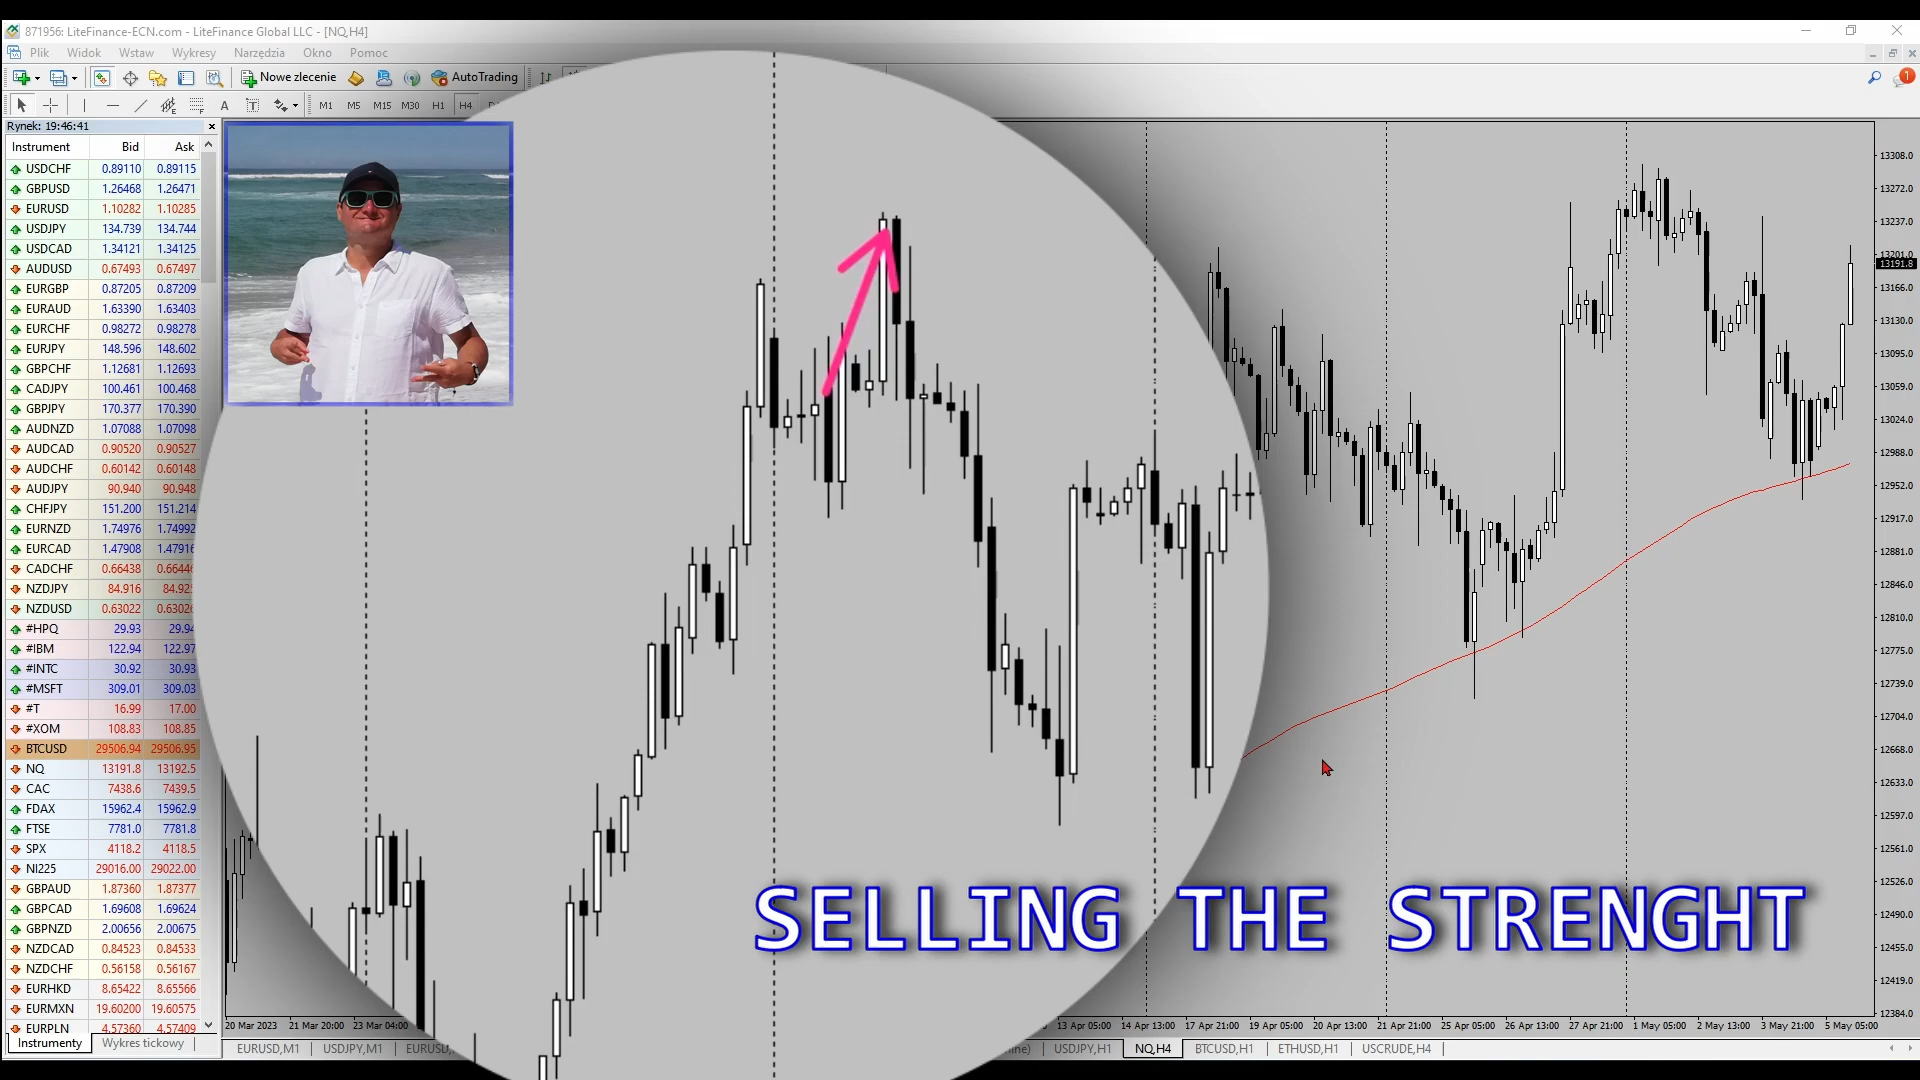 871956: LiteFinance-ECN.com - LiteFinance Global LLC - [NQ,H4]
Plik Widok Wstaw Wykresy Narzędzia Okno Pomoc
Nowe zlecenie AutoTrading
1
A T M1 M5 M15 M30 H1 H4
Rynek: 19:46:41
Instrument Bid Ask
USDCHF 0.89110 0.89115
GBPUSD 1.26468 1.26471
EURUSD 1.10282 1.10285
USDJPY 134.739 134.744
USDCAD 1.34121 1.34125
AUDUSD 0.67493 0.67497
EURGBP 0.87205 0.87209
EURAUD 1.63390 1.63403
EURCHF 0.98272 0.98278
EURJPY 148.596 148.602
GBPCHF 1.12681 1.12693
CADJPY 100.461 100.468
GBPJPY 170.377 170.390
AUDNZD 1.07088 1.07098
AUDCAD 0.90520 0.90527
AUDCHF 0.60142 0.60148
AUDJPY 90.940 90.948
CHFJPY 151.200 151.214
EURNZD 1.74976 1.74992
EURCAD 1.47908 1.47916
CADCHF 0.66438
NZDJPY 84.916
NZDUSD 0.63022
#HPQ 29.93 29.94
#IBM 122.94 122.97
#INTC 30.92 30.93
#MSFT 309.01 309.03
#T 16.99 17.00
#XOM 108.83 108.85
BTCUSD 29506.94 29506.95
NQ 13191.8 13192.5
CAC 7438.6 7439.5
FDAX 15962.4 15962.9
FTSE 7781.0 7781.8
SPX 4118.2 4118.5
NI225 29016.00 29022.00
GBPAUD 1.87360 1.87377
GBPCAD 1.69608 1.69624
GBPNZD 2.00656 2.00675
NZDCAD 0.84523 0.84533
NZDCHF 0.56158 0.56167
EURHKD 8.65422 8.65566
EURMXN 19.60200 19.60575
EURPLN 4.57360 4.57409
Instrumenty Wykres tickowy
13308.0
13272.0
13237.0
13201.0
13191.8
13166.0
13130.0
13095.0
13059.0
13024.0
12988.0
12952.0
12917.0
12881.0
12846.0
12810.0
12775.0
12739.0
12704.0
12668.0
12633.0
12597.0
12561.0
12526.0
12490.0
12455.0
12419.0
12384.0
SELLING THE STRENGHT
20 Mar 2023 21 Mar 20:00 23 Mar 04:00 13 Apr 05:00 14 Apr 13:00 17 Apr 21:00 19 Apr 05:00 20 Apr 13:00 21 Apr 21:00 25 Apr 05:00 26 Apr 13:00 27 Apr 21:00 1 May 05:00 2 May 13:00 3 May 21:00 5 May 05:00
EURUSD,M1 USDJPY,M1 EURUSD, USDJPY,H1 NQ,H4 BTCUSD,H1 ETHUSD,H1 USCRUDE,H4